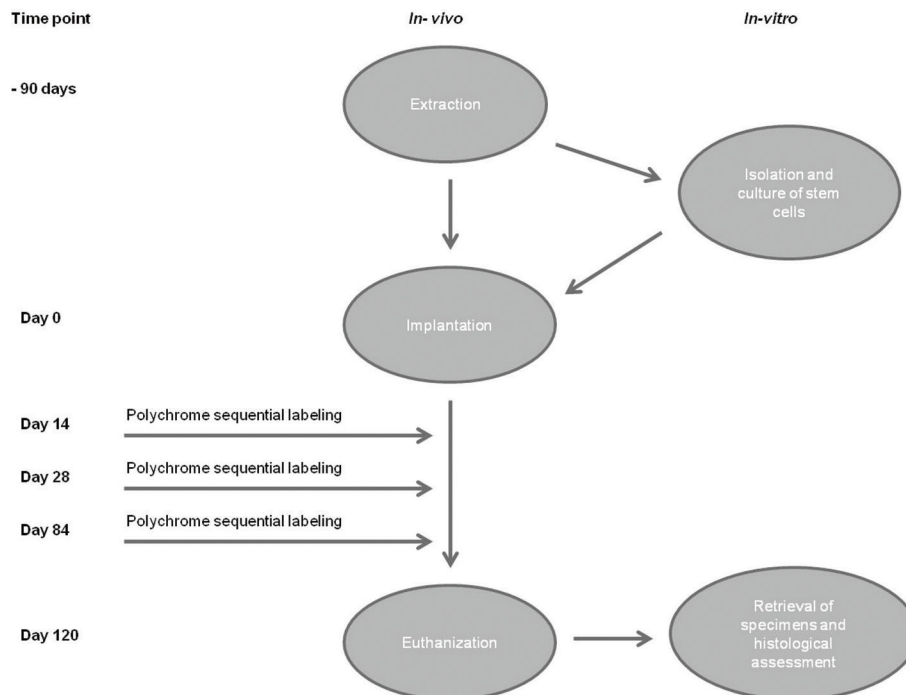 Time point In- vivo In-vitro
- 90 days
Extraction
Isolation and
culture of stem
cells
Day 0
Implantation
Day 14 Polychrome sequential labeling
Day 28 Polychrome sequential labeling
Day 84 Polychrome sequential labeling
Day 120
Euthanization
Retrieval of
specimens and
histological
assessment